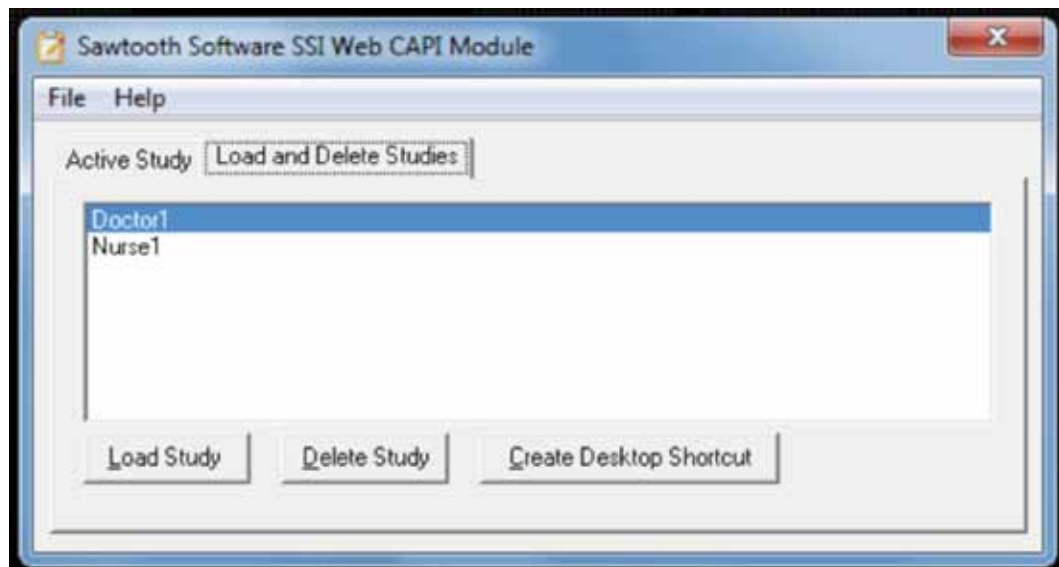 Sawtooth Software SSI Web CAPI Module
File Help
Active Study Load and Delete Studies
Doctor1
Nurse1
Load Study Delete Study Create Desktop Shortcut